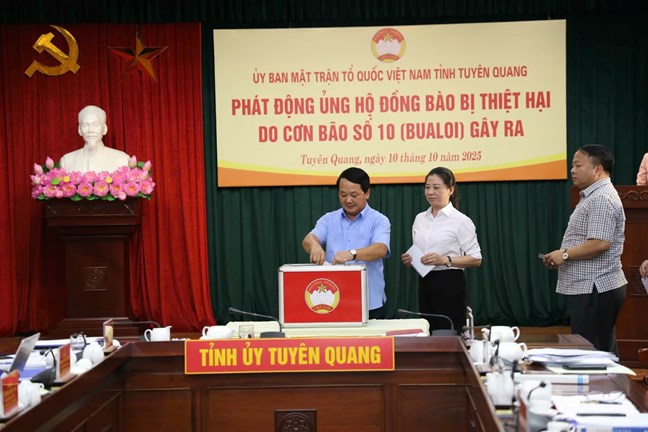 ỦY BAN MẶT TRẬN TỔ QUỐC VIỆT NAM TỈNH TUYÊN QUANG
PHÁT ĐỘNG ỦNG HỘ ĐỒNG BÀO BỊ THIỆT HẠI
DO CƠN BÃO SỐ 10 (BUALOI) GÂY RA
Tuyên Quang, ngày 10 tháng 10 năm 2025
TỈNH ỦY TUYÊN QUANG